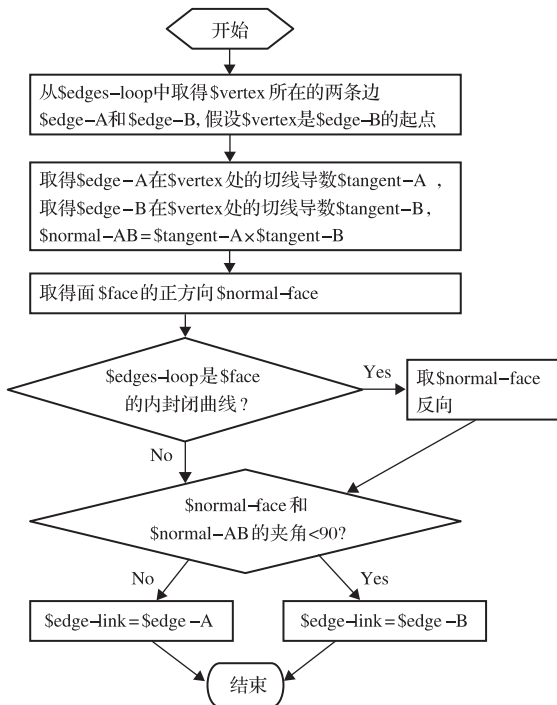 开始
从$edges-loop中取得$vertex所在的两条边
$edge-A和$edge-B,假设$vertex是$edge-B的起点
取得$edge-A在$vertex处的切线导数$tangent-A，
取得$edge-B在$vertex处的切线导数$tangent-B,
$normal-AB=$tangent-A×$tangent-B
取得面$face的正方向$normal-face
$edges-loop是$face
的内封闭曲线？
Yes
取$normal-face
反向
No
$normal-face和
$normal-AB的夹角<90?
No
Yes
$edge-link=$edge-A
$edge-link=$edge-B
结束